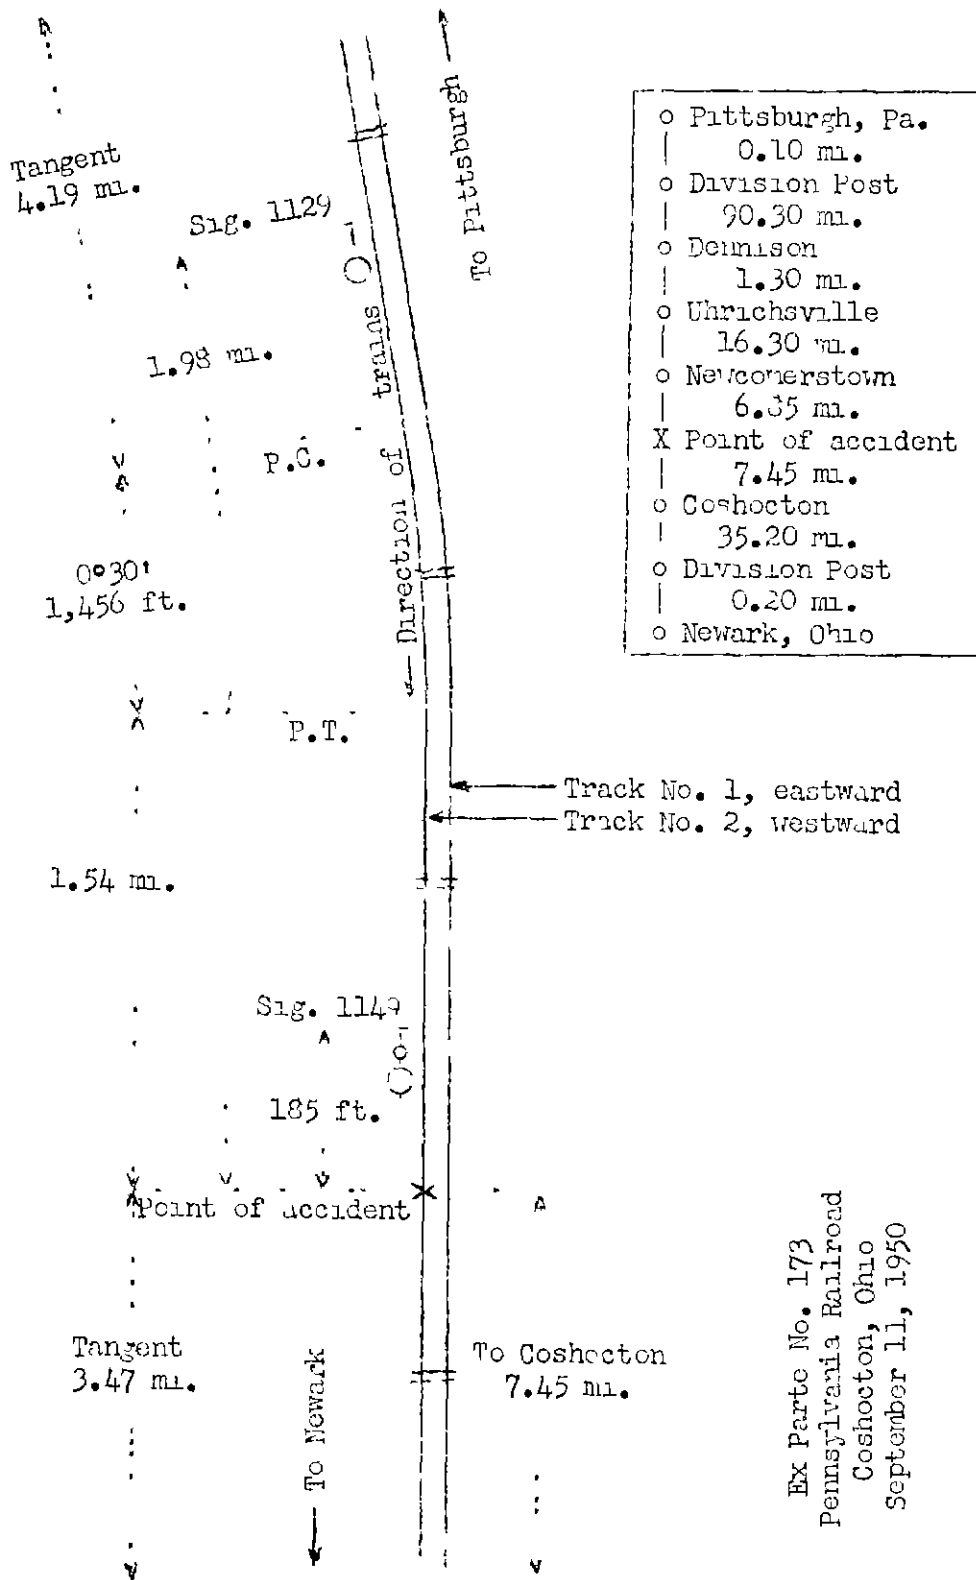 Tangent
4.19 mi.
Sig. 1129
1.98 mi.
P.C.
0°30'
1,456 ft.
P.T.
1.54 mi.
Sig. 1149
185 ft.
Point of accident
Tangent
3.47 mi.
To Newark
To Coshocton
7.45 mi.
To Pittsburgh
Direction of trains
Track No. 1, eastward
Track No. 2, westward
Pittsburgh, Pa.
0.10 mi.
Division Post
90.30 mi.
Dennison
1.30 mi.
Uhrichsville
16.30 mi.
Newcomerstown
6.85 mi.
X Point of accident
7.45 mi.
Coshocton
35.20 mi.
Division Post
0.20 mi.
Newark, Ohio
Ex Parte No. 173
Pennsylvania Railroad
Coshocton, Ohio
September 11, 1950